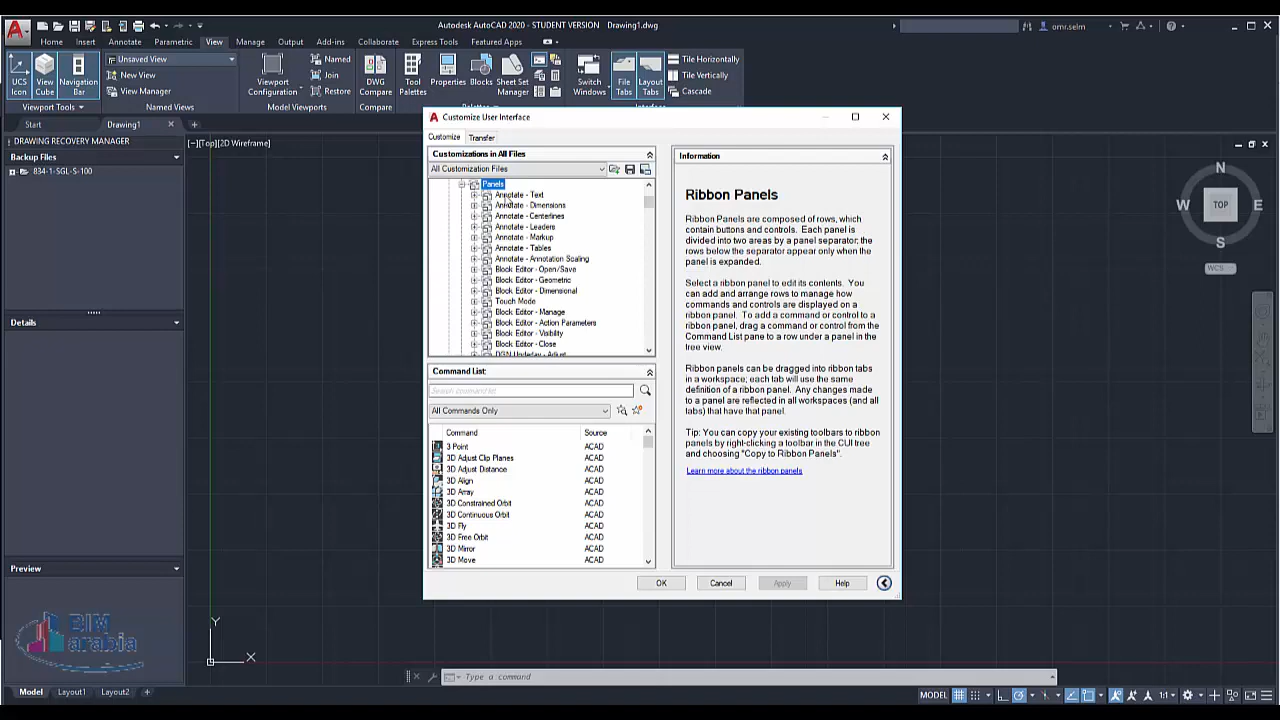 Autodesk AutoCAD 2020 - STUDENT VERSION Drawing1.dwg
omr.selm
Home Insert Annotate Parametric View Manage Output Add-ins Collaborate Express Tools Featured Apps
UCS Icon
View Cube
Navigation Bar
Viewport Tools
Unsaved View
New View
View Manager
Named Views
Viewport Configuration
Named
Join
Restore
Model Viewports
DWG Compare
Compare
Tool Palettes
Properties
Blocks
Sheet Set Manager
Switch Windows
File Tabs
Layout Tabs
Tile Horizontally
Tile Vertically
Cascade
Start
Drawing1
DRAWING RECOVERY MANAGER
Backup Files
834-1-SGL-S-100
Details
Preview
BIM
arabia
[−][Top][2D Wireframe]
Customize User Interface
Customize Transfer
Customizations in All Files
All Customization Files
Panels
Annotate - Text
Annotate - Dimensions
Annotate - Centerlines
Annotate - Leaders
Annotate - Markup
Annotate - Tables
Annotate - Annotation Scaling
Block Editor - Open/Save
Block Editor - Geometric
Block Editor - Dimensional
Touch Mode
Block Editor - Manage
Block Editor - Action Parameters
Block Editor - Visibility
Block Editor - Close
DGN Underlay - Adjust
Command List:
Search command list
All Commands Only
Command Source
3 Point ACAD
3D Adjust Clip Planes ACAD
3D Adjust Distance ACAD
3D Align ACAD
3D Array ACAD
3D Constrained Orbit ACAD
3D Continuous Orbit ACAD
3D Fly ACAD
3D Free Orbit ACAD
3D Mirror ACAD
3D Move ACAD
Information
Ribbon Panels
Ribbon Panels are composed of rows, which
contain buttons and controls. Each panel is
divided into two areas by a panel separator; the
rows below the separator appear only when the
panel is expanded.
Select a ribbon panel to edit its contents. You
can add and arrange rows to manage how
commands and controls are displayed on a
ribbon panel. To add a command or control to a
ribbon panel, drag a command or control from the
Command List pane to a row under a panel in the
tree view.
Ribbon panels can be dragged into ribbon tabs
in a workspace; each tab will use the same
definition of a ribbon panel. Any changes made
to a panel are reflected in all workspaces (and all
tabs) that have that panel.
Tip: You can copy your existing toolbars to ribbon
panels by right-clicking a toolbar in the CUI tree
and choosing "Copy to Ribbon Panels".
Learn more about the ribbon panels
OK Cancel Apply Help
N
W TOP E
S
WCS
Y
X
Type a command
Model Layout1 Layout2
MODEL 1:1